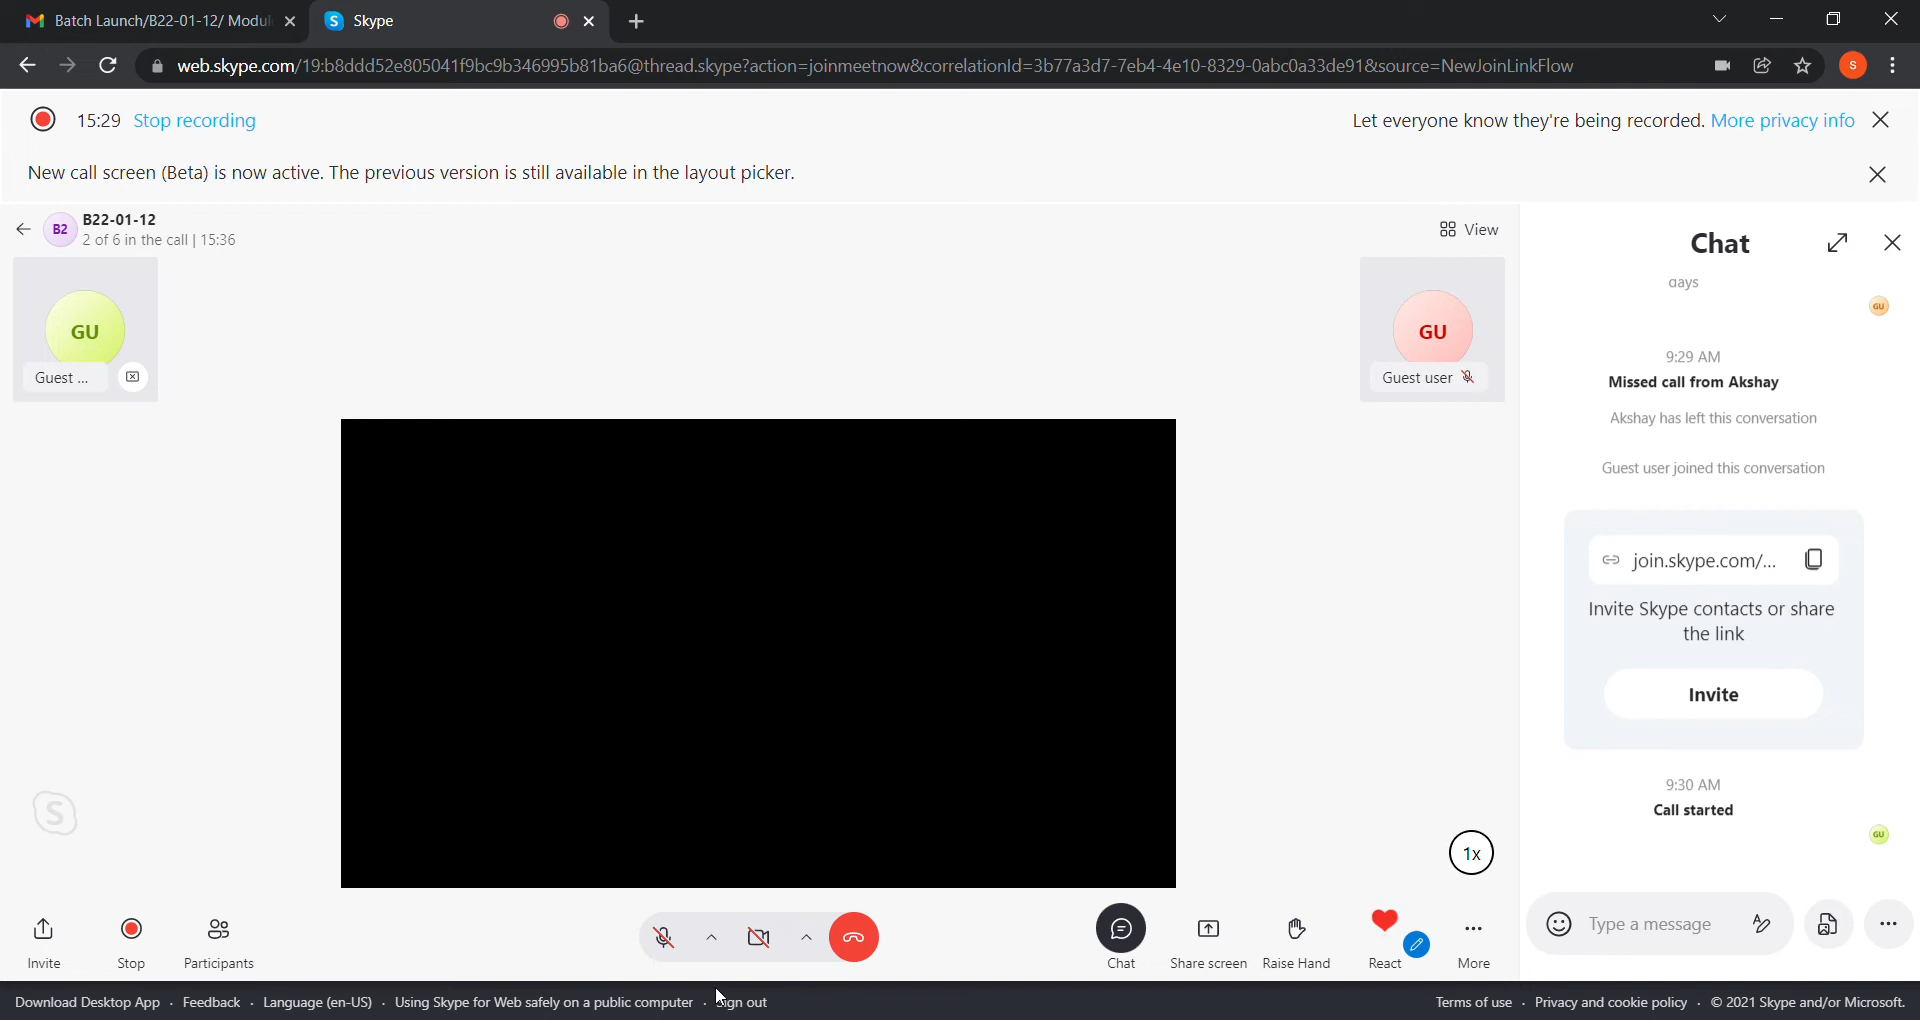 Batch Launch/B22-01-12/ Modul
Skype
web.skype.com/19:b8ddd52e805041f9bc9b346995b81ba6@thread.skype?action=joinmeetnow&correlationId=3b77a3d7-7eb4-4e10-8329-0abc0a33de91&source=NewJoinLinkFlow
S
15:29 Stop recording
Let everyone know they're being recorded. More privacy info
New call screen (Beta) is now active. The previous version is still available in the layout picker.
B2
B22-01-12
2 of 6 in the call | 15:36
View
GU
Guest ...
GU
Guest user
Chat
days
GU
9:29 AM
Missed call from Akshay
Akshay has left this conversation
Guest user joined this conversation
join.skype.com/...
Invite Skype contacts or share
the link
Invite
9:30 AM
Call started
GU
1x
Invite
Stop
Participants
Chat
Share screen
Raise Hand
React
More
Type a message
Download Desktop App · Feedback · Language (en-US) · Using Skype for Web safely on a public computer · Sign out
Terms of use · Privacy and cookie policy · © 2021 Skype and/or Microsoft.